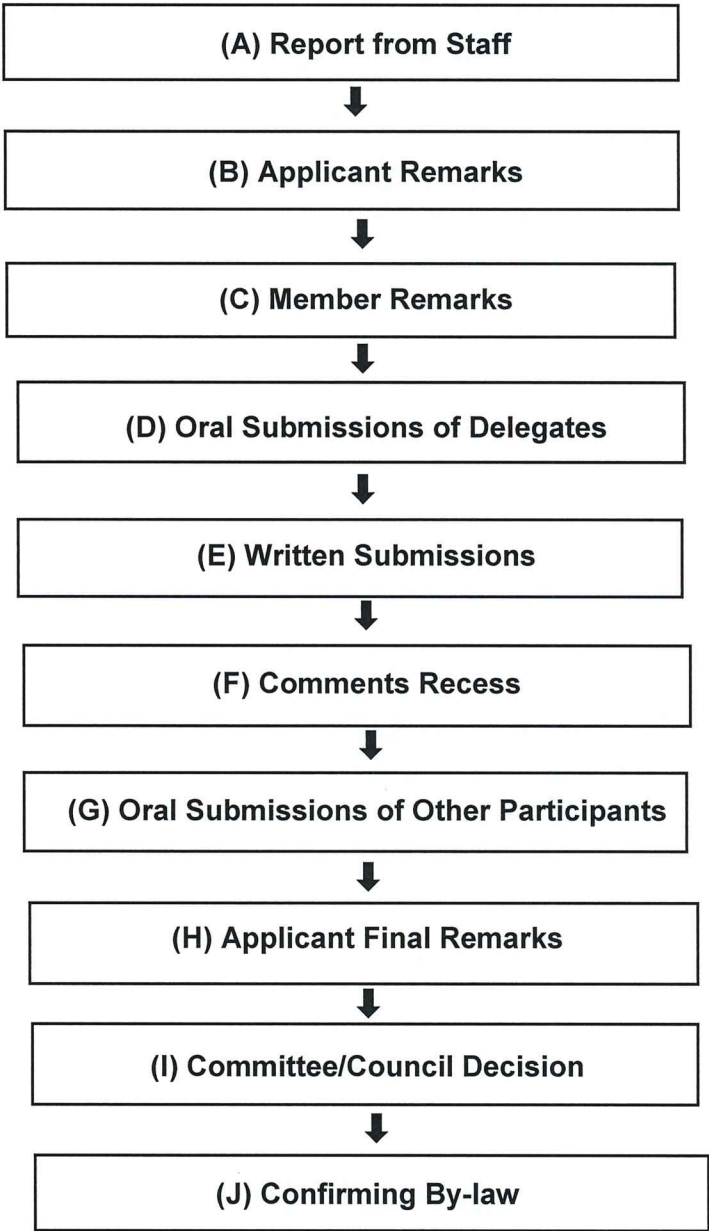 (A) Report from Staff
(B) Applicant Remarks
(C) Member Remarks
(D) Oral Submissions of Delegates
(E) Written Submissions
(F) Comments Recess
(G) Oral Submissions of Other Participants
(H) Applicant Final Remarks
(I) Committee/Council Decision
(J) Confirming By-law